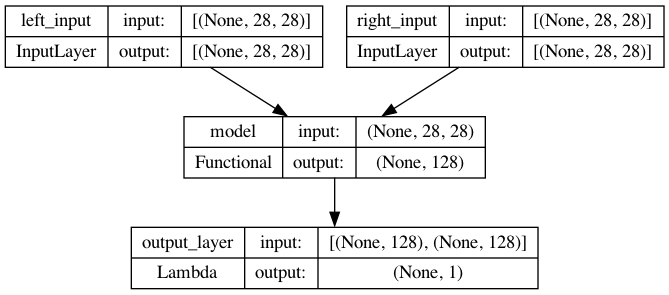 left_input input: [(None, 28, 28)]
InputLayer output: [(None, 28, 28)]
right_input input: [(None, 28, 28)]
InputLayer output: [(None, 28, 28)]
model input: (None, 28, 28)
Functional output: (None, 128)
output_layer input: [(None, 128), (None, 128)]
Lambda output: (None, 1)